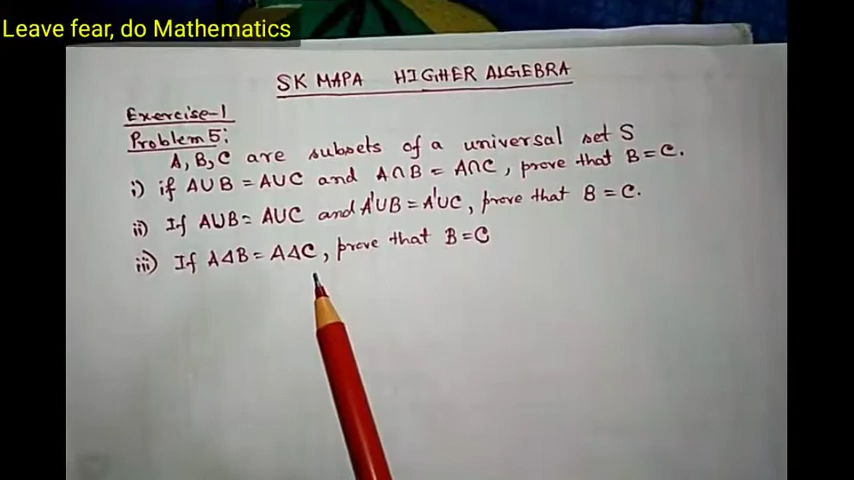 Leave fear, do Mathematics
SK MAPA HIGHER ALGEBRA
Exercise-1
Problem 5:
A, B, C are subsets of a universal set S
i) if A∪B = A∪C and A∩B = A∩C, prove that B = C.
ii) If A∪B = A∪C and A'∪B = A'∪C, prove that B = C.
iii) If AΔB = AΔC, prove that B = C